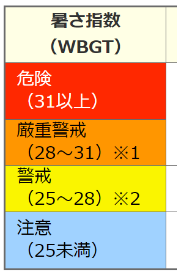 暑さ指数
（WBGT）
危険
（31以上）
厳重警戒
（28～31）※1
警戒
（25～28）※2
注意
（25未満）